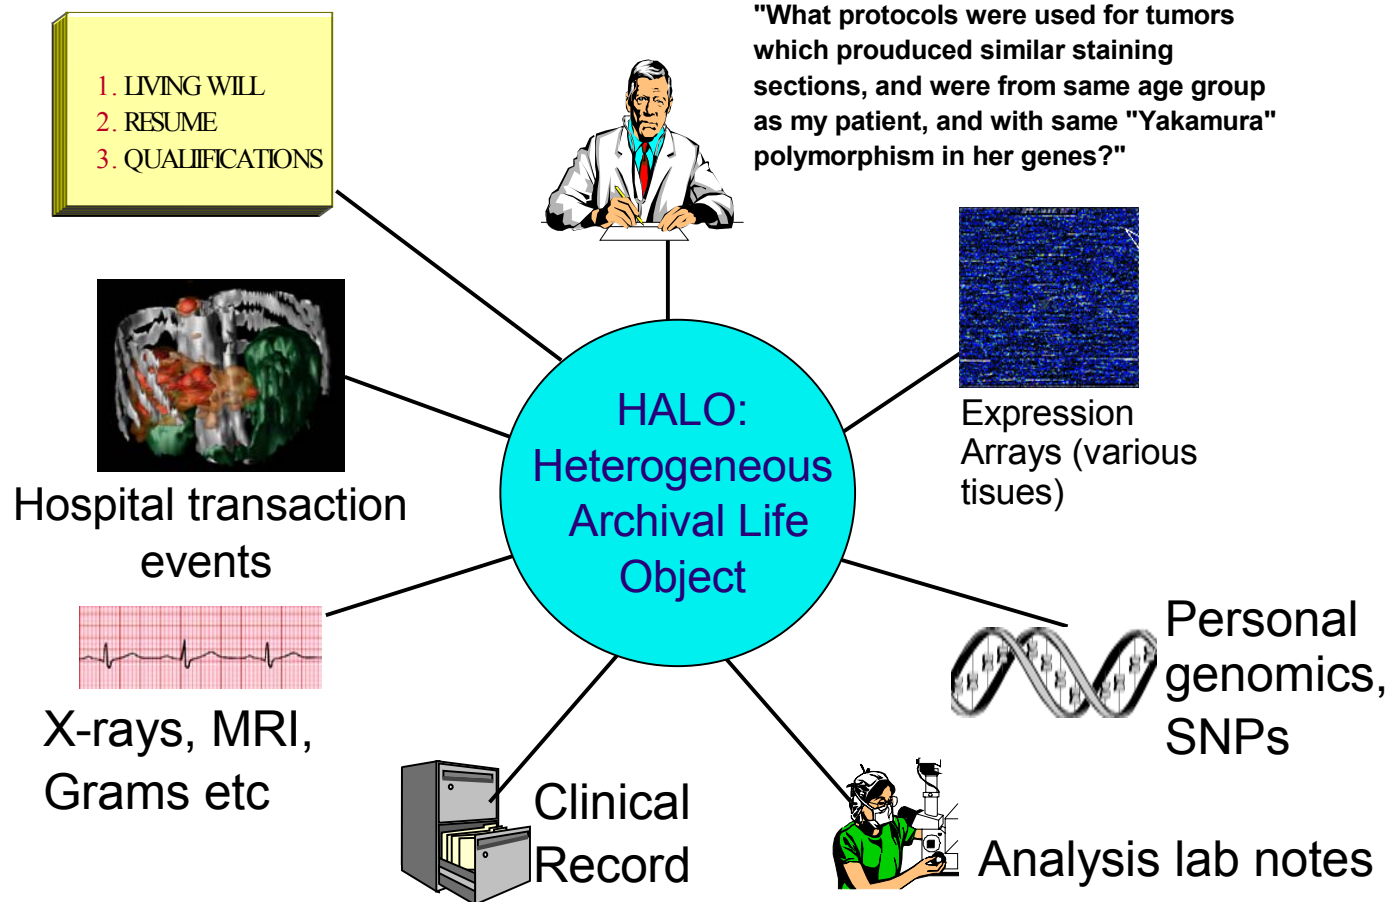 1. LIVING WILL
2. RESUME
3. QUALIIFICATIONS
"What protocols were used for tumors
which prouduced similar staining
sections, and were from same age group
as my patient, and with same "Yakamura"
polymorphism in her genes?"
HALO:
Heterogeneous
Archival Life
Object
Expression
Arrays (various
tisues)
Hospital transaction
events
Personal
genomics,
SNPs
X-rays, MRI,
Grams etc
Clinical
Record
Analysis lab notes